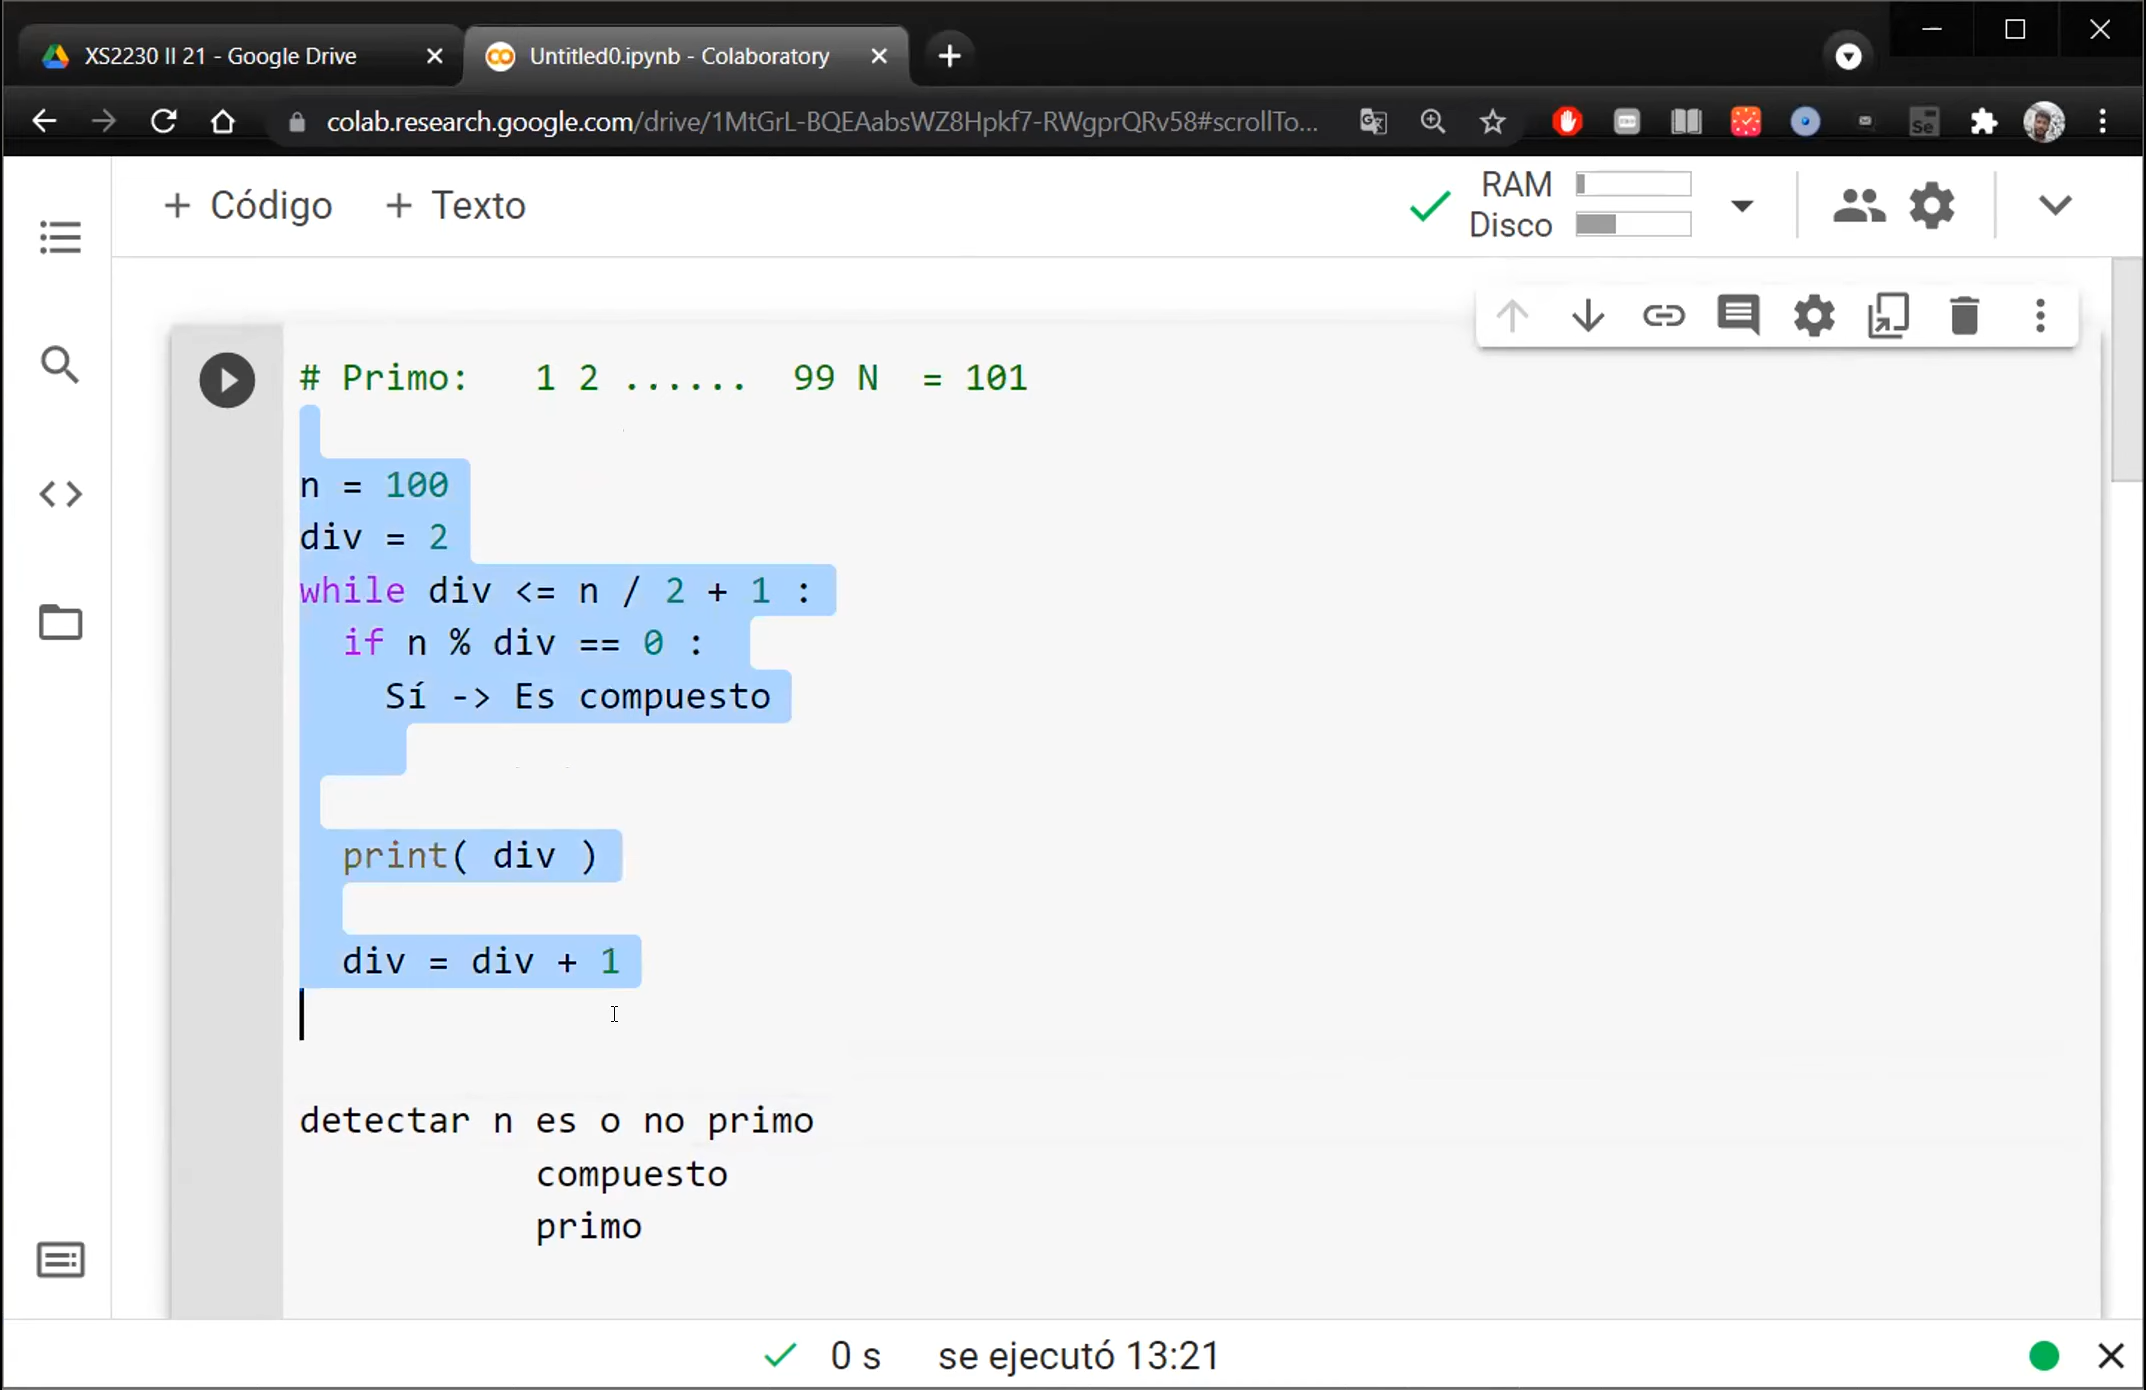 XS2230 II 21 - Google Drive
Untitled0.ipynb - Colaboratory
colab.research.google.com/drive/1MtGrL-BQEAabsWZ8Hpkf7-RWgprQRv58#scrollTo...
Se
+ Código + Texto
RAM
Disco
# Primo:   1 2 ......  99 N  = 101
n = 100
div = 2
while div <= n / 2 + 1 :
  if n % div == 0 :
    Sí -> Es compuesto
  print( div )
  div = div + 1
detectar n es o no primo
           compuesto
           primo
0 s se ejecutó 13:21